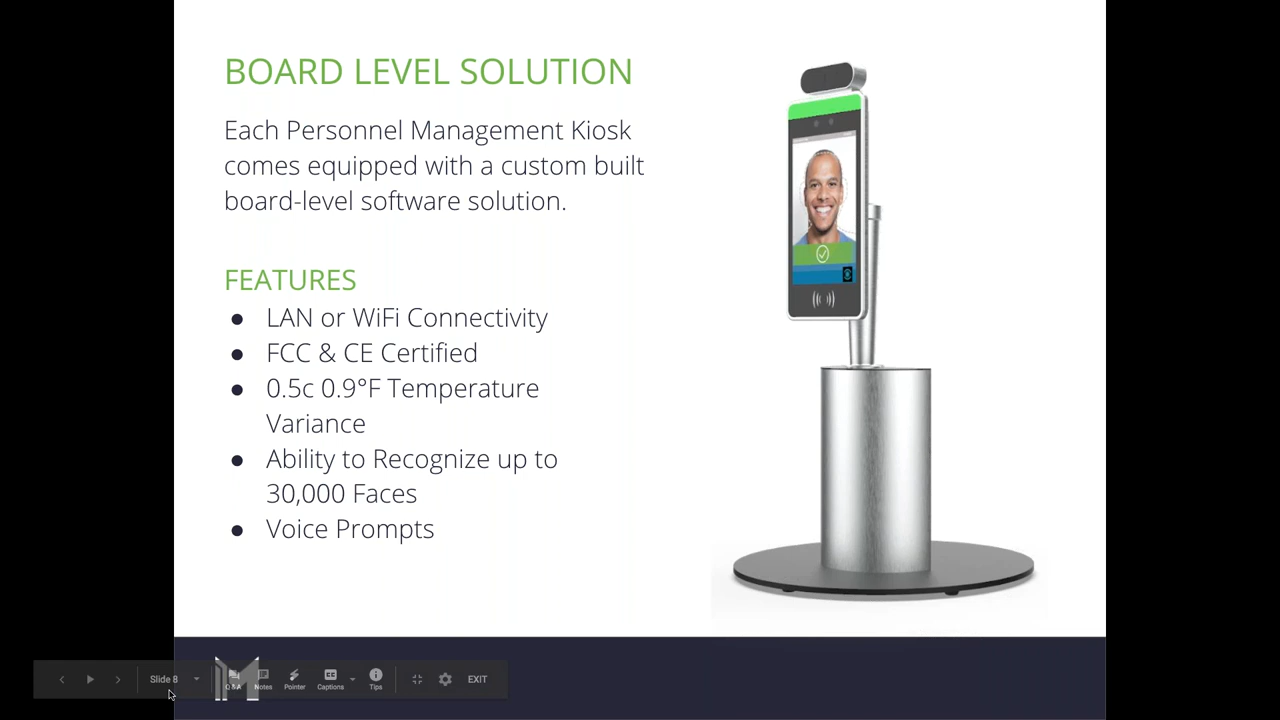 BOARD LEVEL SOLUTION
Each Personnel Management Kiosk
comes equipped with a custom built
board-level software solution.
FEATURES
● LAN or WiFi Connectivity
● FCC & CE Certified
● 0.5c 0.9°F Temperature
Variance
● Ability to Recognize up to
30,000 Faces
● Voice Prompts
Slide 8
Q&A
Notes
Pointer
Captions
Tips
EXIT